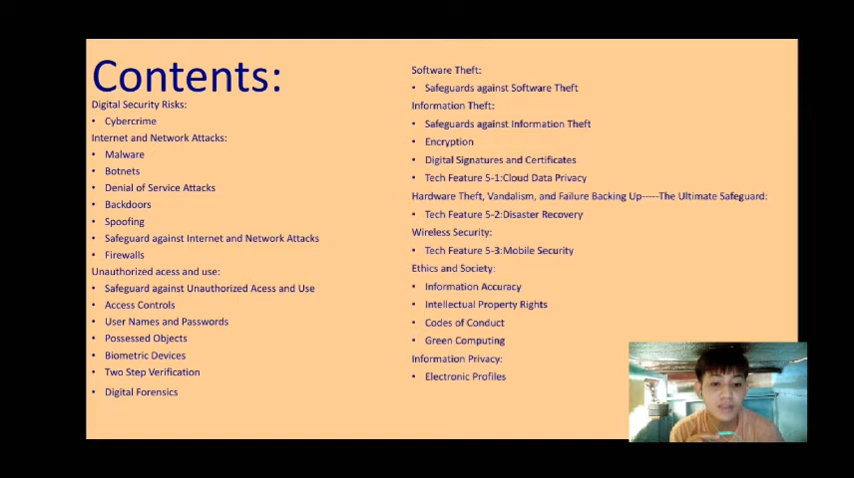 Contents:
Digital Security Risks:
• Cybercrime
Internet and Network Attacks:
• Malware
• Botnets
• Denial of Service Attacks
• Backdoors
• Spoofing
• Safeguard against Internet and Network Attacks
• Firewalls
Unauthorized acess and use:
• Safeguard against Unauthorized Acess and Use
• Access Controls
• User Names and Passwords
• Possessed Objects
• Biometric Devices
• Two Step Verification
• Digital Forensics
Software Theft:
• Safeguards against Software Theft
Information Theft:
• Safeguards against Information Theft
• Encryption
• Digital Signatures and Certificates
• Tech Feature 5-1:Cloud Data Privacy
Hardware Theft, Vandalism, and Failure Backing Up-----The Ultimate Safeguard:
• Tech Feature 5-2:Disaster Recovery
Wireless Security:
• Tech Feature 5-3:Mobile Security
Ethics and Society:
• Information Accuracy
• Intellectual Property Rights
• Codes of Conduct
• Green Computing
Information Privacy:
• Electronic Profiles